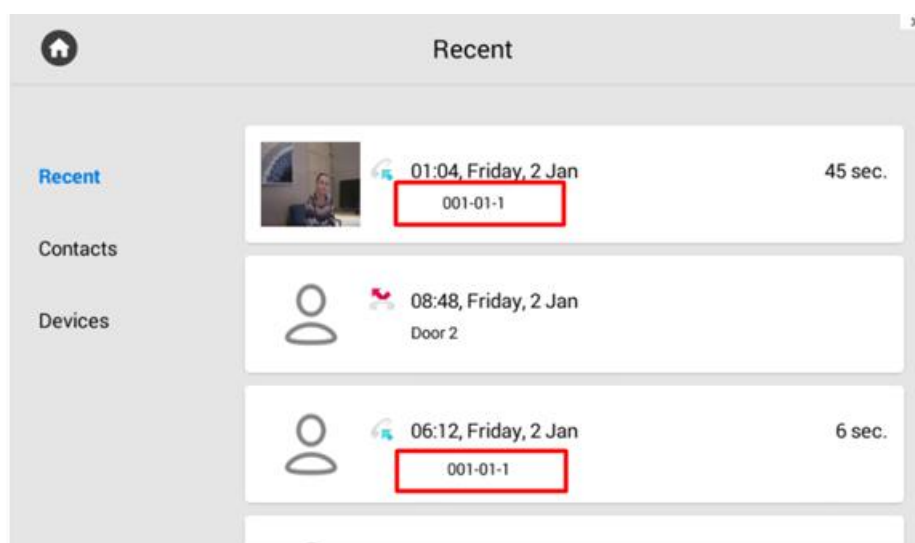 Recent
Recent
Contacts
Devices
01:04, Friday, 2 Jan
45 sec.
001-01-1
08:48, Friday, 2 Jan
Door 2
06:12, Friday, 2 Jan
6 sec.
001-01-1